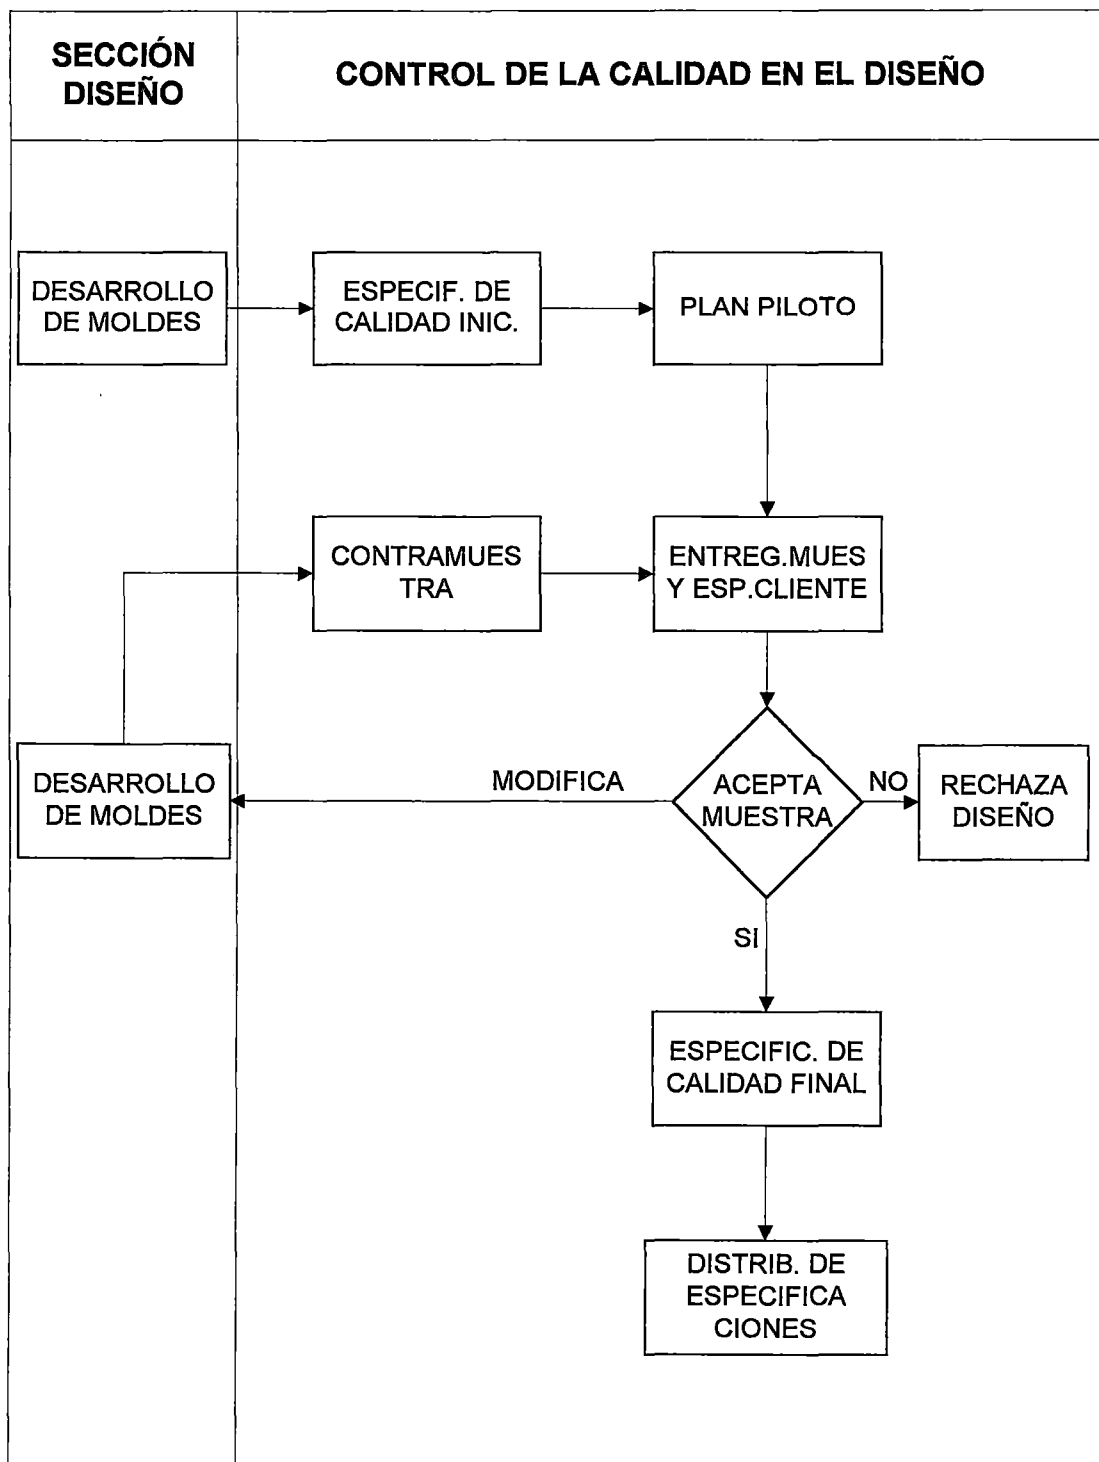 SECCIÓN
DISEÑO
CONTROL DE LA CALIDAD EN EL DISEÑO
DESARROLLO
DE MOLDES
ESPECIF. DE
CALIDAD INIC.
PLAN PILOTO
CONTRAMUES
TRA
ENTREG.MUES
Y ESP.CLIENTE
DESARROLLO
DE MOLDES
MODIFICA
ACEPTA
MUESTRA
NO
RECHAZA
DISEÑO
SI
ESPECIFIC. DE
CALIDAD FINAL
DISTRIB. DE
ESPECIFICA
CIONES